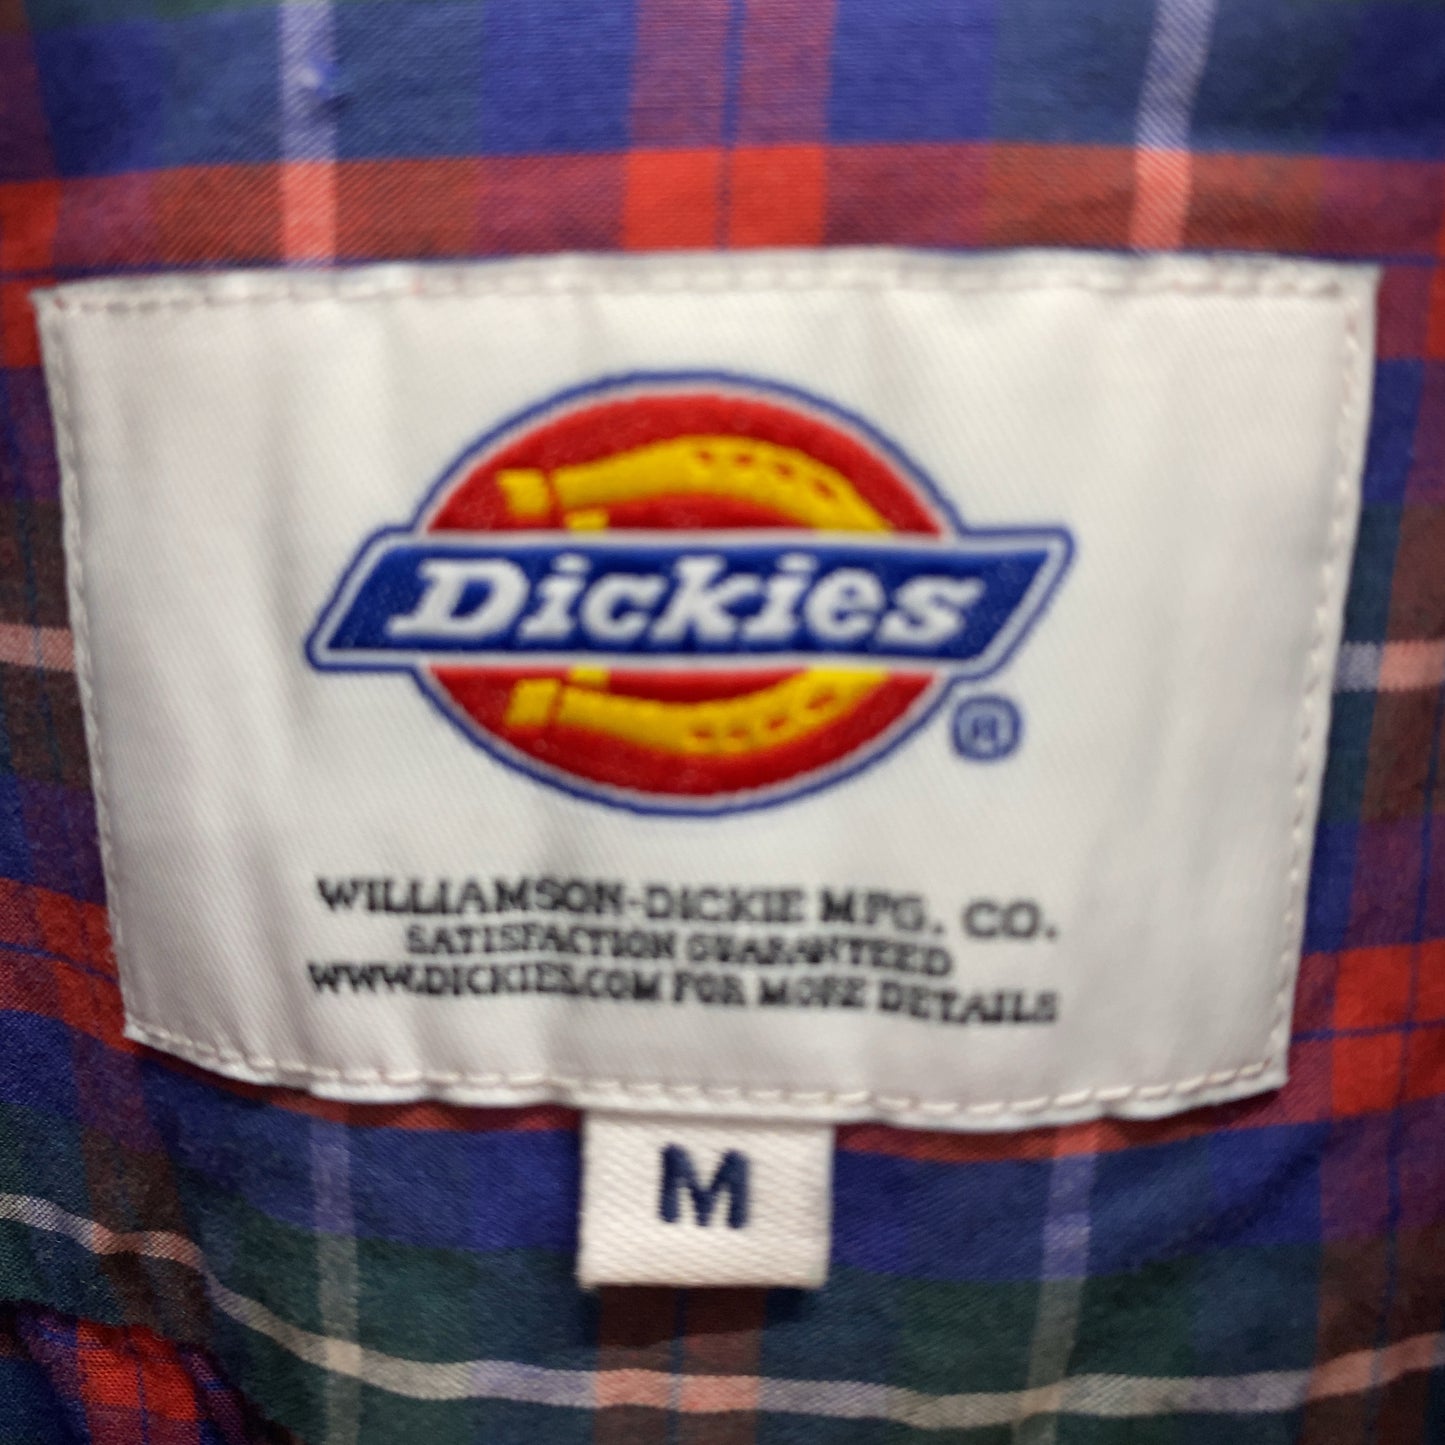 Dickies
®
WILLIAMSON-DICKIE MFG. CO.
SATISFACTION GUARANTEED
WWW.DICKIES.COM FOR MORE DETAILS
M